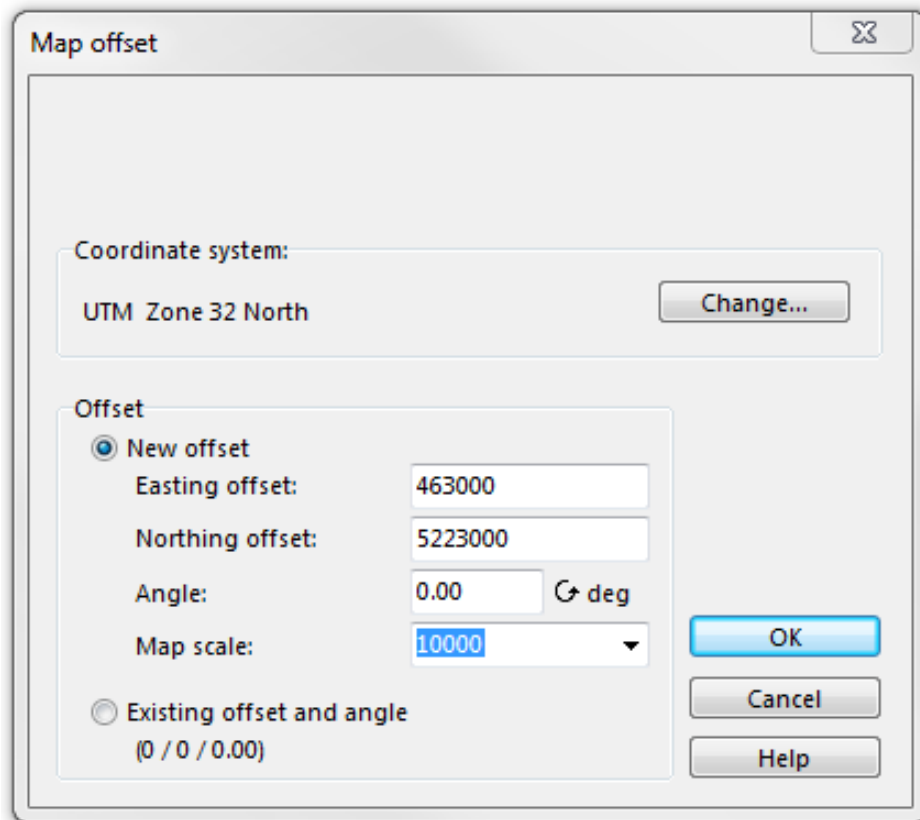 Map offset
Coordinate system:
UTM Zone 32 North
Change...
Offset
New offset
Easting offset: 463000
Northing offset: 5223000
Angle: 0.00 deg
Map scale: 10000
OK
Existing offset and angle
(0 / 0 / 0.00)
Cancel
Help